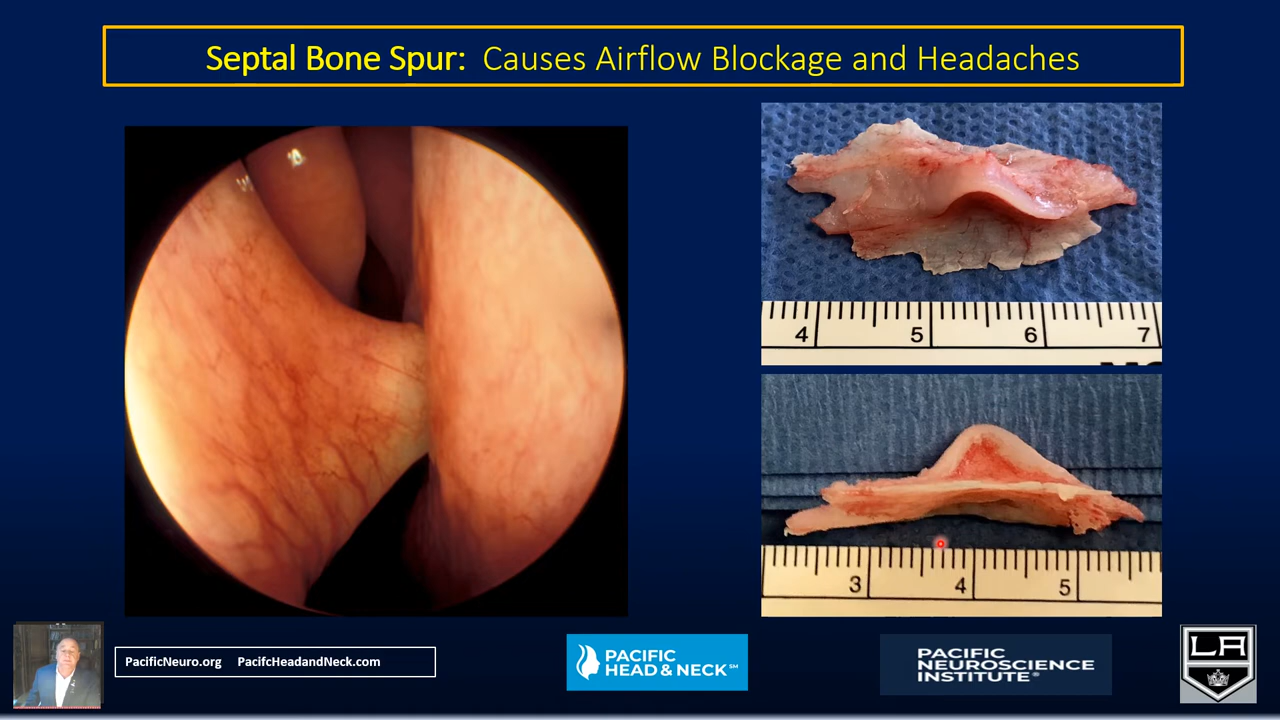 Septal Bone Spur: Causes Airflow Blockage and Headaches
4 5 6 7
3 4 5
PacificNeuro.org PacifcHeadandNeck.com
PACIFIC
HEAD & NECK℠
PACIFIC
NEUROSCIENCE
INSTITUTE®
LA